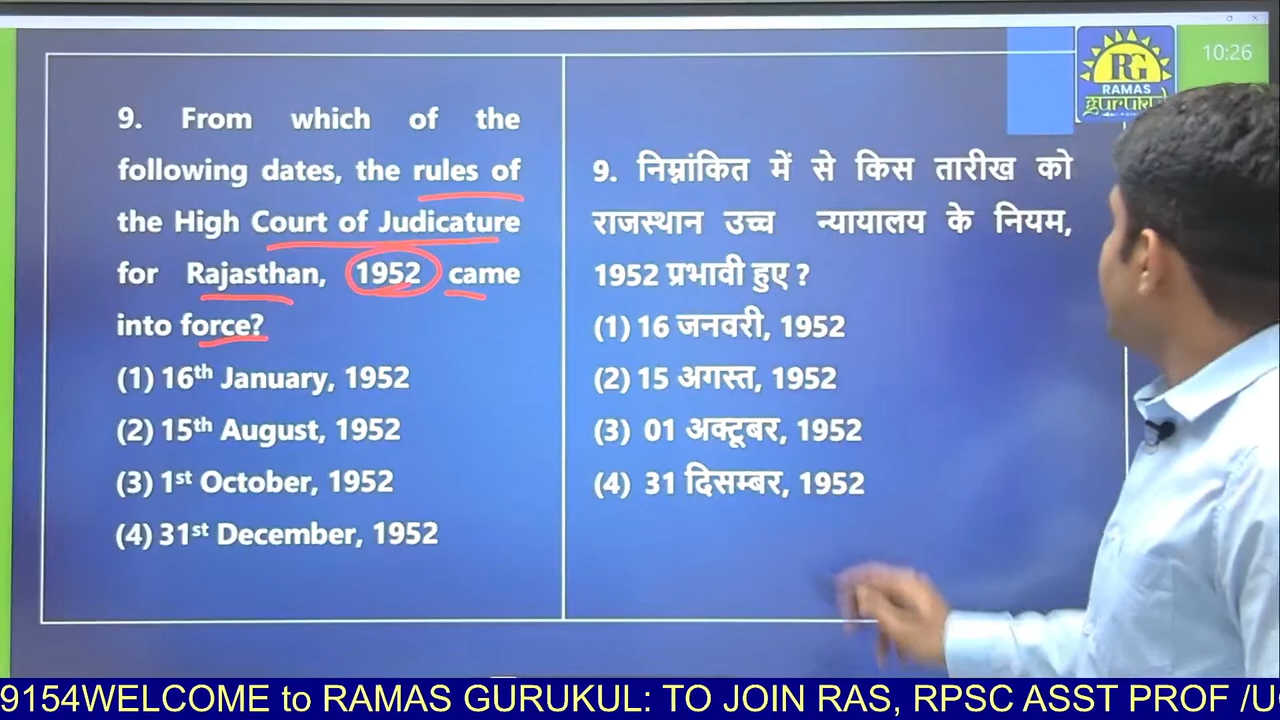 10:26
RG
RAMAS
gurukul
9. From which of the
following dates, the rules of
the High Court of Judicature
for Rajasthan, 1952 came
into force?
(1) 16th January, 1952
(2) 15th August, 1952
(3) 1st October, 1952
(4) 31st December, 1952
9. निम्नांकित में से किस तारीख को
राजस्थान उच्च न्यायालय के नियम,
1952 प्रभावी हुए ?
(1) 16 जनवरी, 1952
(2) 15 अगस्त, 1952
(3) 01 अक्टूबर, 1952
(4) 31 दिसम्बर, 1952
9154WELCOME to RAMAS GURUKUL: TO JOIN RAS, RPSC ASST PROF /U